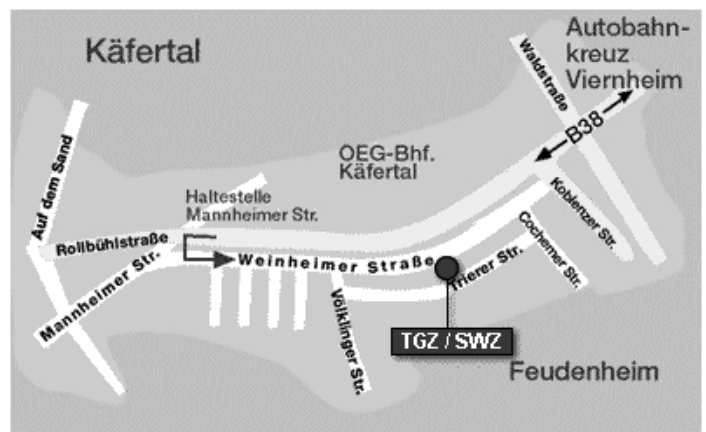 Käfertal
Autobahn-
kreuz
Viernheim
Waldstraße
B38
OEG-Bhf.
Käfertal
Auf dem Sand
Haltestelle
Mannheimer Str.
Koblenzer Str.
Rollbühlstraße
Cochemer Str.
Weinheimer Straße
Mannheimer Str.
Trierer Str.
Völklinger Str.
TGZ / SWZ
Feudenheim